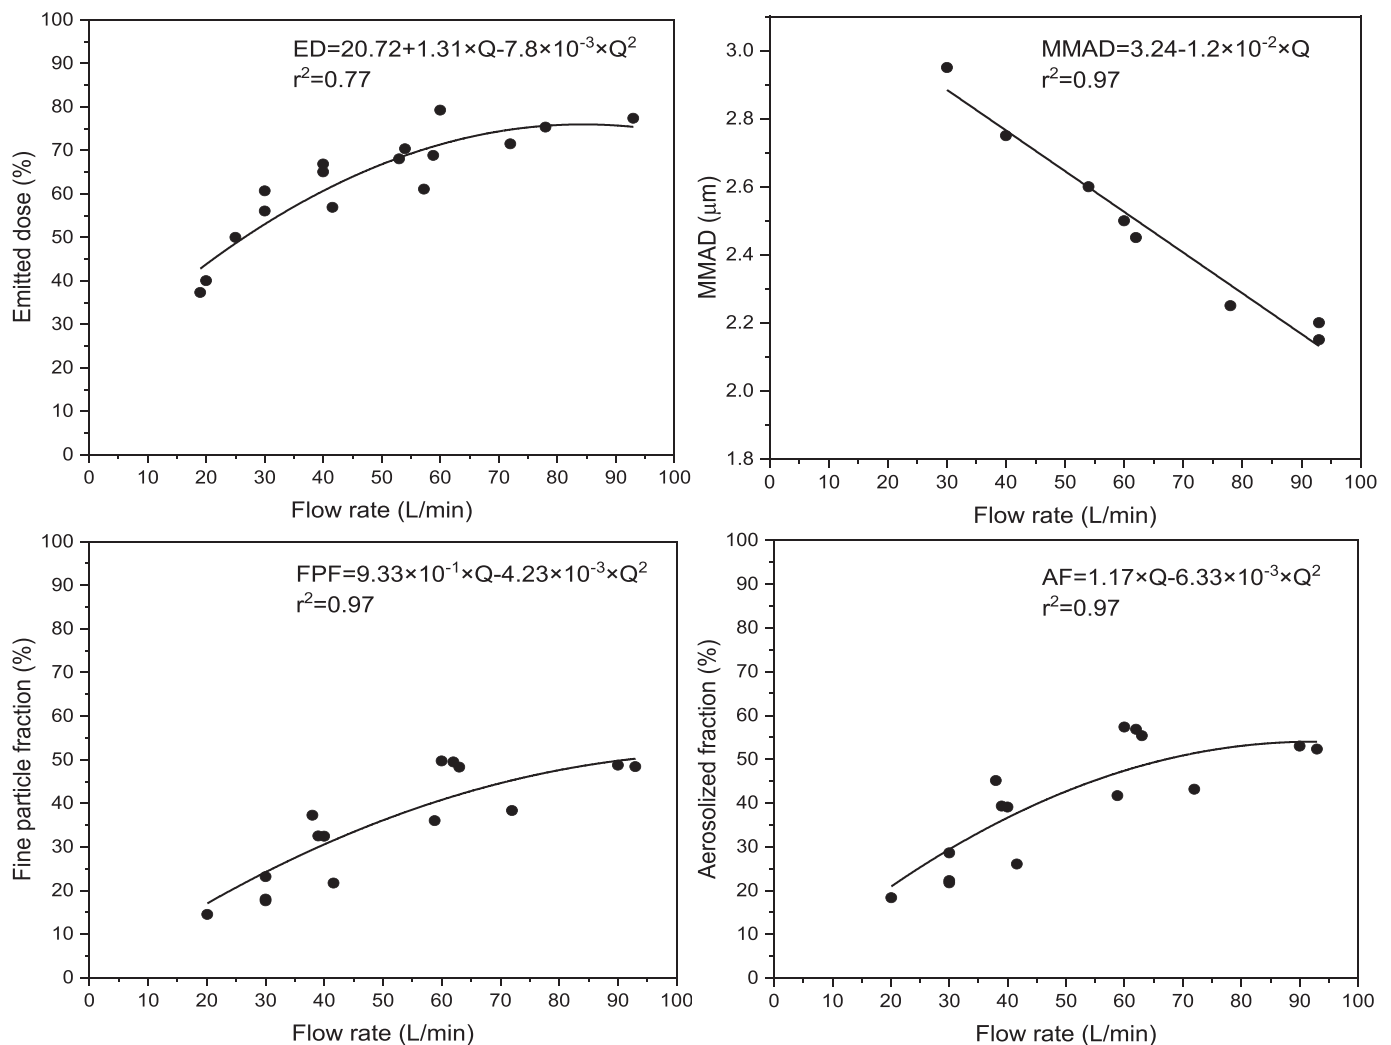 ED=20.72+1.31×Q-7.8×10⁻³×Q²
r²=0.77
Emitted dose (%)
100
90
80
70
60
50
40
30
20
10
0
0 10 20 30 40 50 60 70 80 90 100
Flow rate (L/min)
MMAD=3.24-1.2×10⁻²×Q
r²=0.97
MMAD (μm)
3.0
2.8
2.6
2.4
2.2
2.0
1.8
0 10 20 30 40 50 60 70 80 90 100
Flow rate (L/min)
FPF=9.33×10⁻¹×Q-4.23×10⁻³×Q²
r²=0.97
Fine particle fraction (%)
100
90
80
70
60
50
40
30
20
10
0
0 10 20 30 40 50 60 70 80 90 100
Flow rate (L/min)
AF=1.17×Q-6.33×10⁻³×Q²
r²=0.97
Aerosolized fraction (%)
100
90
80
70
60
50
40
30
20
10
0
0 10 20 30 40 50 60 70 80 90 100
Flow rate (L/min)